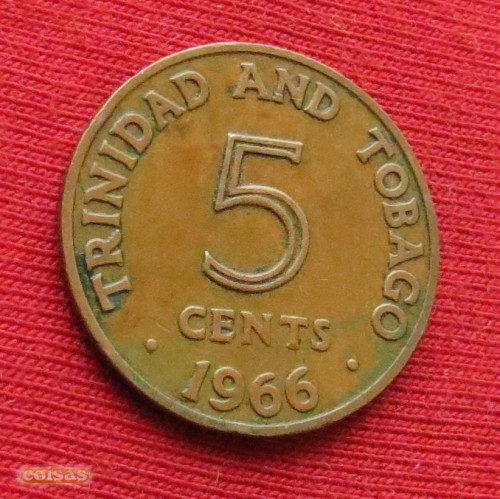 TRINIDAD AND TOBAGO
5
CENTS
· 1966 ·
coisas